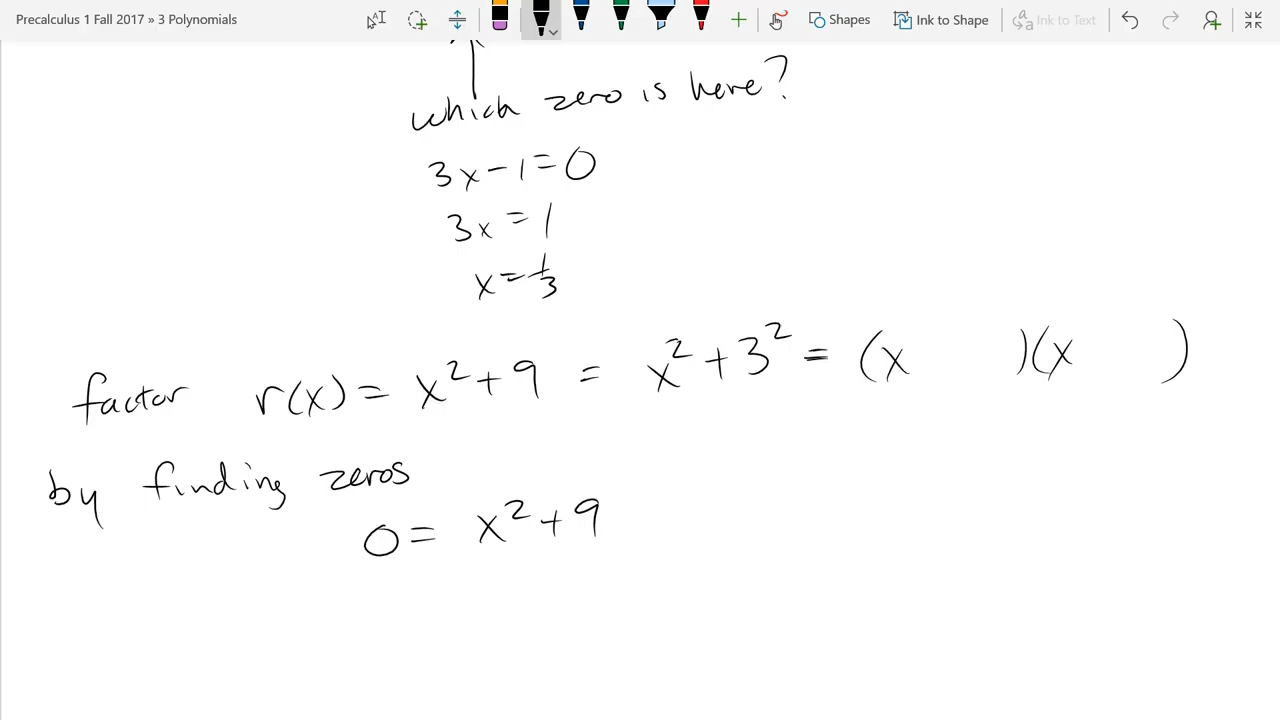 Precalculus 1 Fall 2017 » 3 Polynomials
Shapes
Ink to Shape
Ink to Text
which zero is here?
3x-1=0
3x = 1
x = 1/3
factor r(x) = x² + 9 = x² + 3² = (x )(x )
by finding zeros
0 = x² + 9